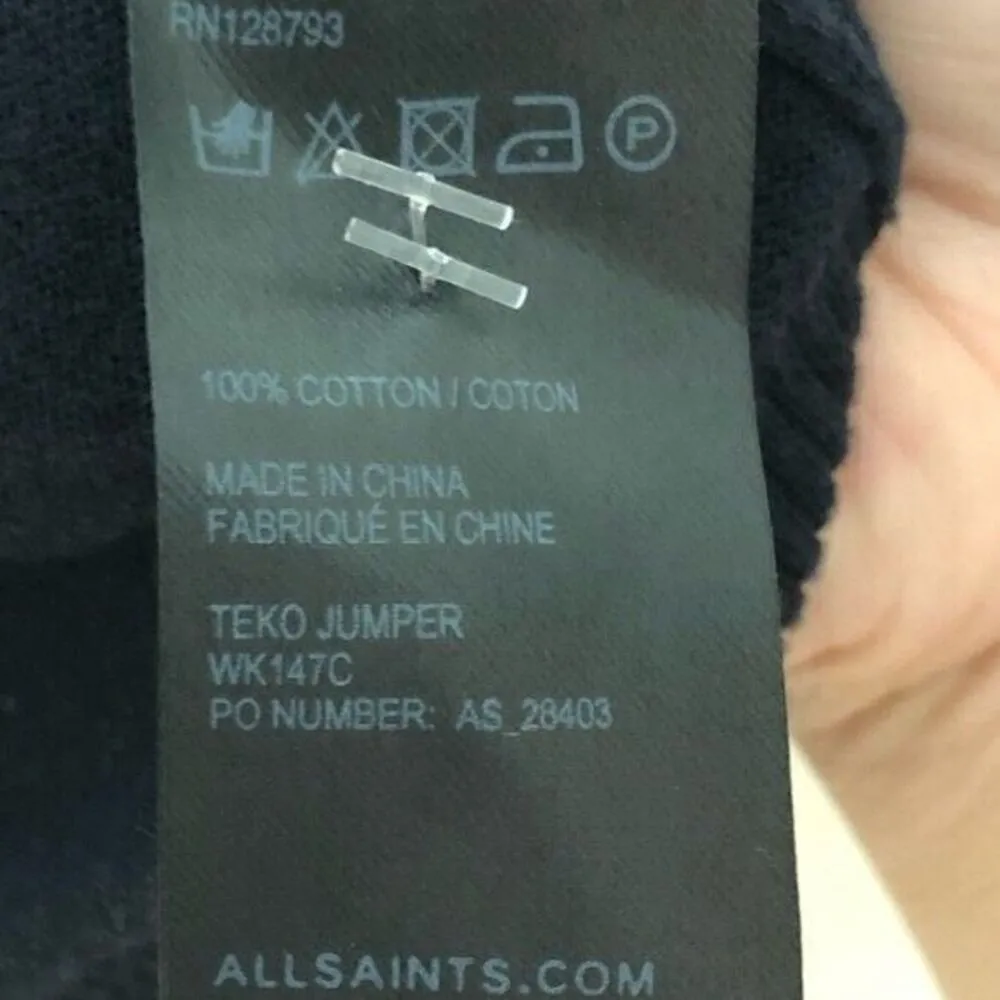 RN128793
P
100% COTTON / COTON
MADE IN CHINA
FABRIQUÉ EN CHINE
TEKO JUMPER
WK147C
PO NUMBER: AS_28403
ALLSAINTS.COM